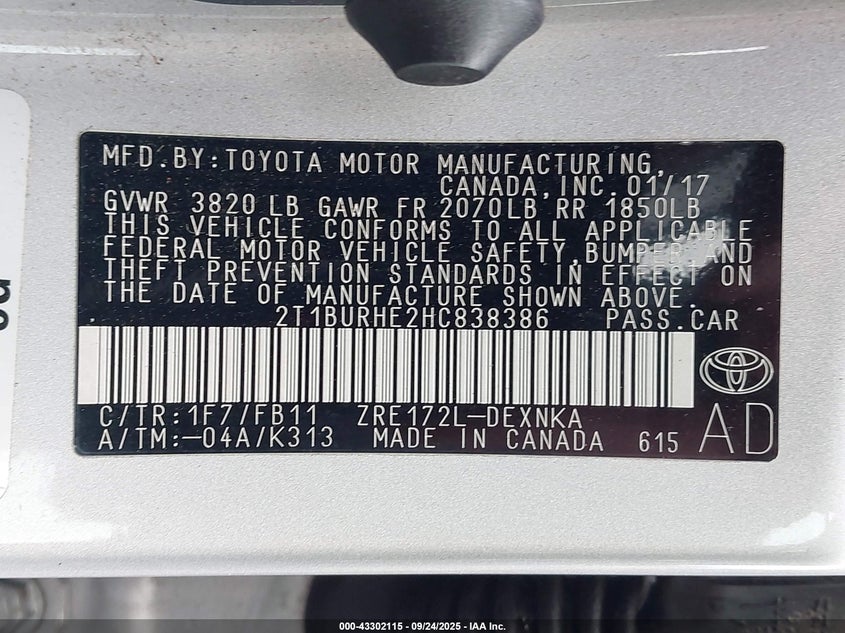 MFD.BY:TOYOTA MOTOR MANUFACTURING,
CANADA,INC. 01/17
GVWR 3820 LB GAWR FR 2070LB RR 1850LB
THIS VEHICLE CONFORMS TO ALL APPLICABLE
FEDERAL MOTOR VEHICLE SAFETY,BUMPER,AND
THEFT PREVENTION STANDARDS IN EFFECT ON
THE DATE OF MANUFACTURE SHOWN ABOVE.
2T1BURHE2HC838386 PASS.CAR
C/TR:1F7/FB11 ZRE172L-DEXNKA
A/TM:-04A/K313 MADE IN CANADA 615
AD
000-43302115 - 09/24/2025 - IAA Inc.